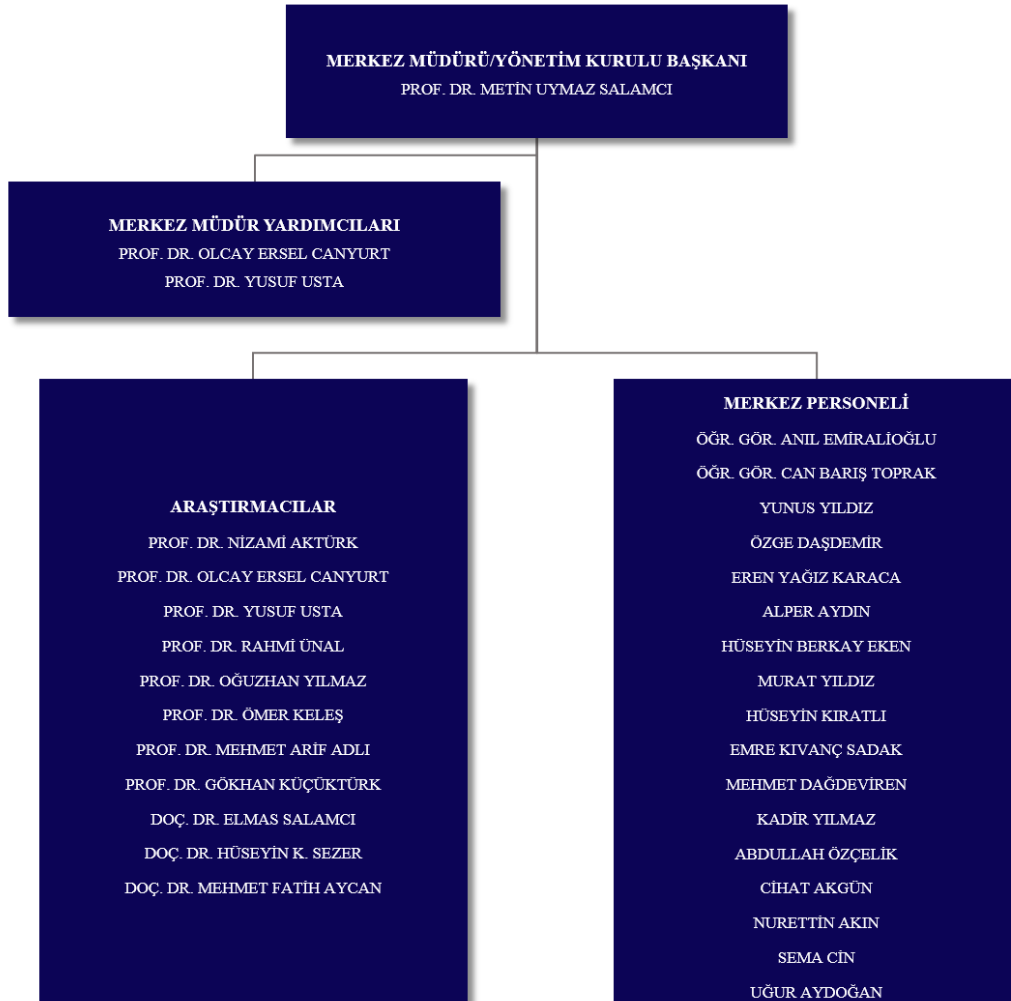 MERKEZ MÜDÜRÜ/YÖNETİM KURULU BAŞKANI
PROF. DR. METİN UYMAZ SALAMCI
MERKEZ MÜDÜR YARDIMCILARI
PROF. DR. OLCAY ERSEL CANYURT
PROF. DR. YUSUF USTA
ARAŞTIRMACILAR
PROF. DR. NİZAMİ AKTÜRK
PROF. DR. OLCAY ERSEL CANYURT
PROF. DR. YUSUF USTA
PROF. DR. RAHMİ ÜNAL
PROF. DR. OĞUZHAN YILMAZ
PROF. DR. ÖMER KELEŞ
PROF. DR. MEHMET ARİF ADLI
PROF. DR. GÖKHAN KÜÇÜKTÜRK
DOÇ. DR. ELMAS SALAMCI
DOÇ. DR. HÜSEYİN K. SEZER
DOÇ. DR. MEHMET FATİH AYCAN
MERKEZ PERSONELİ
ÖĞR. GÖR. ANIL EMİRALİOĞLU
ÖĞR. GÖR. CAN BARIŞ TOPRAK
YUNUS YILDIZ
ÖZGE DAŞDEMİR
EREN YAĞIZ KARACA
ALPER AYDIN
HÜSEYİN BERKAY EKEN
MURAT YILDIZ
HÜSEYİN KIRATLI
EMRE KIVANÇ SADAK
MEHMET DAĞDEVİREN
KADİR YILMAZ
ABDULLAH ÖZÇELİK
CİHAT AKGÜN
NURETTİN AKIN
SEMA CİN
UĞUR AYDOĞAN